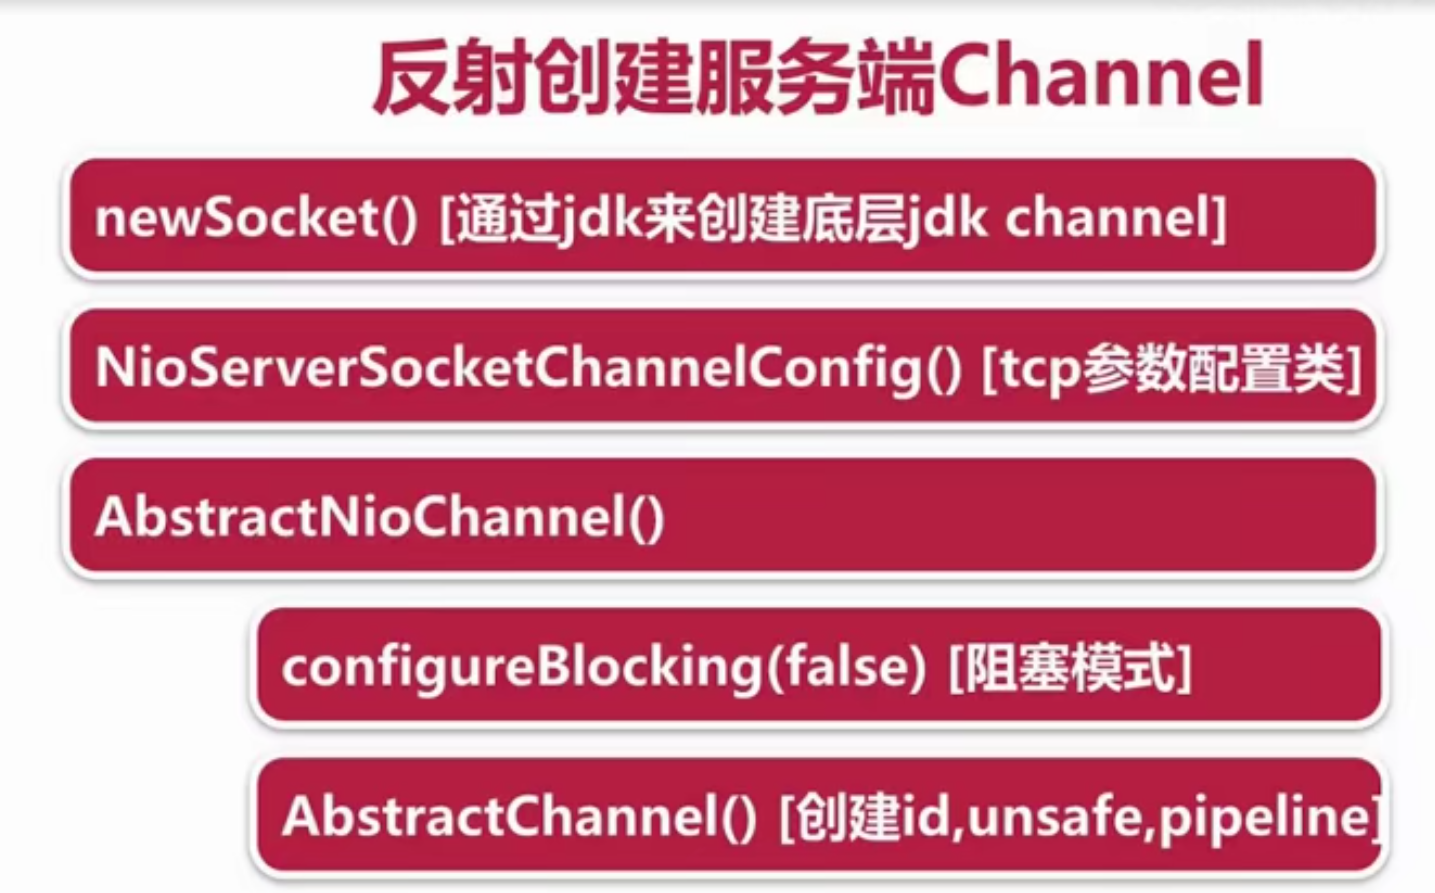 反射创建服务端Channel
newSocket() [通过jdk来创建底层jdk channel]
NioServerSocketChannelConfig() [tcp参数配置类]
AbstractNioChannel()
configureBlocking(false) [阻塞模式]
AbstractChannel() [创建id,unsafe,pipeline]